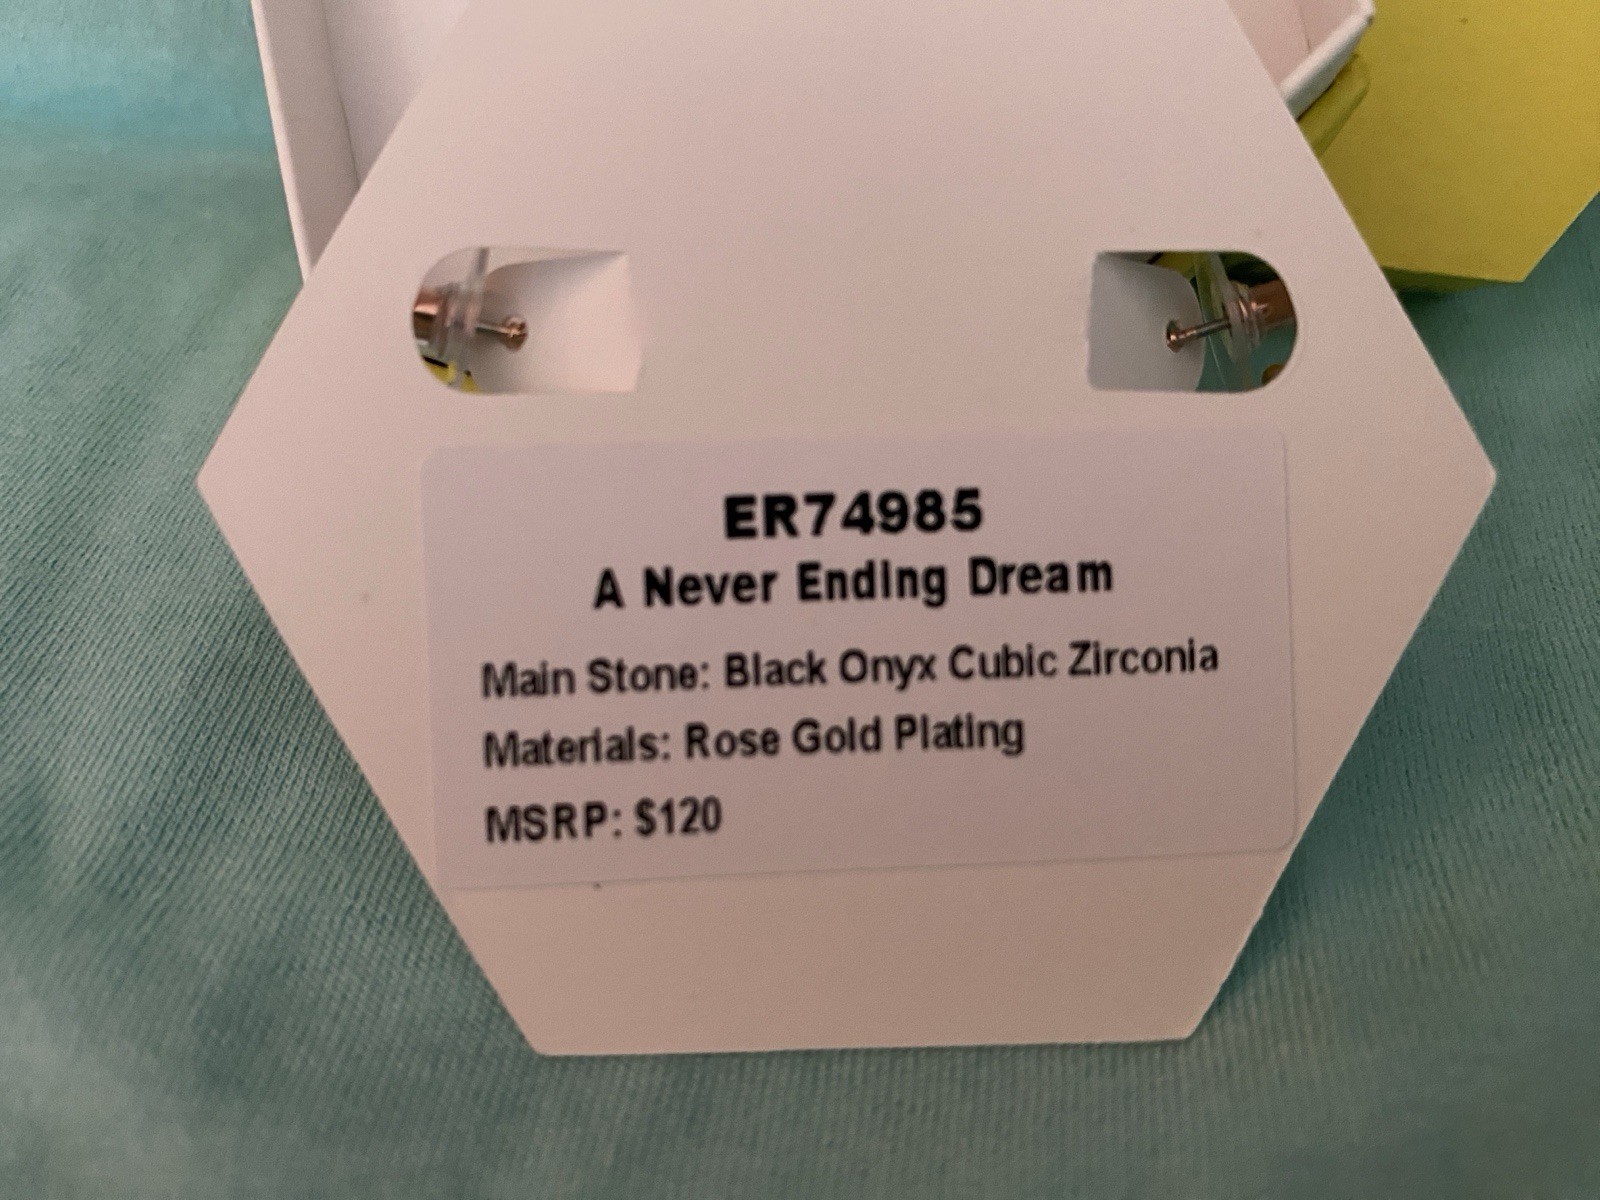 ER74985
A Never Ending Dream
Main Stone: Black Onyx Cubic Zirconia
Materials: Rose Gold Plating
MSRP: $120